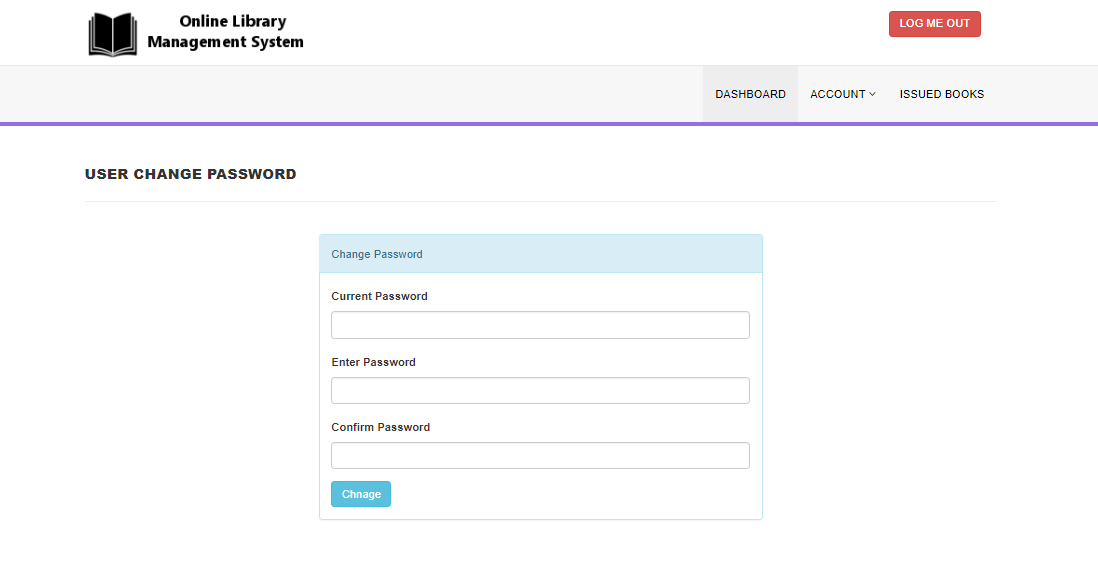 Online Library
Management System
LOG ME OUT
DASHBOARD ACCOUNT ISSUED BOOKS
USER CHANGE PASSWORD
Change Password
Current Password
Enter Password
Confirm Password
Chnage